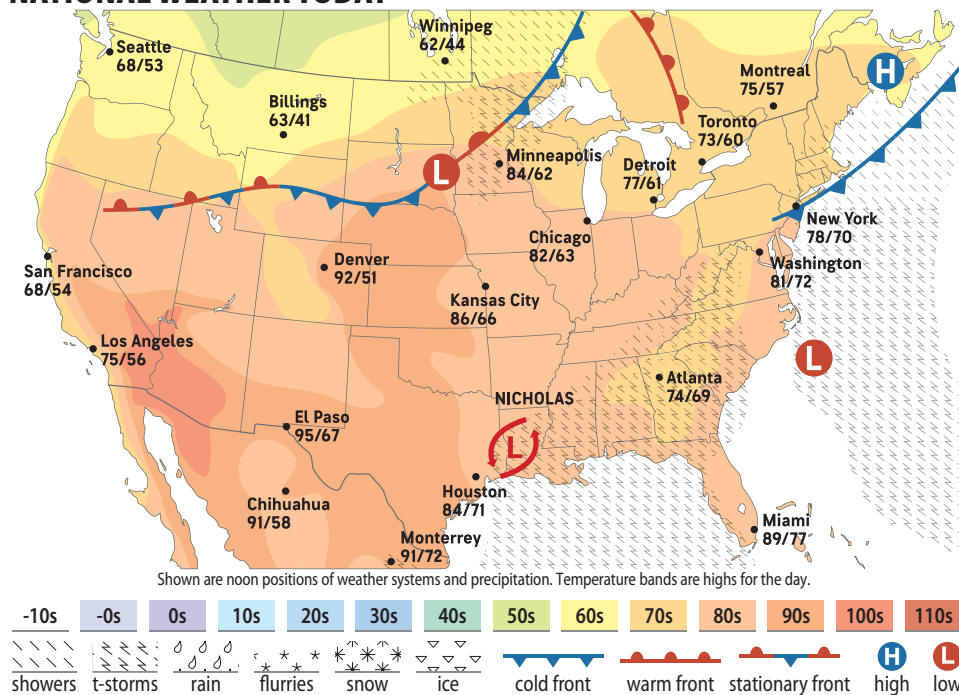 NATIONAL WEATHER TODAY
Winnipeg
62/44
Seattle
68/53
Billings
63/41
Montreal
75/57
H
Toronto
73/60
Minneapolis
84/62
Detroit
77/61
L
New York
78/70
Chicago
82/63
Washington
81/72
Denver
92/51
San Francisco
68/54
Kansas City
86/66
Los Angeles
75/56
L
Atlanta
74/69
NICHOLAS
L
El Paso
95/67
Houston
84/71
Chihuahua
91/58
Miami
89/77
Monterrey
91/72
Shown are noon positions of weather systems and precipitation. Temperature bands are highs for the day.
-10s -0s 0s 10s 20s 30s 40s 50s 60s 70s 80s 90s 100s 110s
H L
showers t-storms rain flurries snow ice cold front warm front stationary front high low